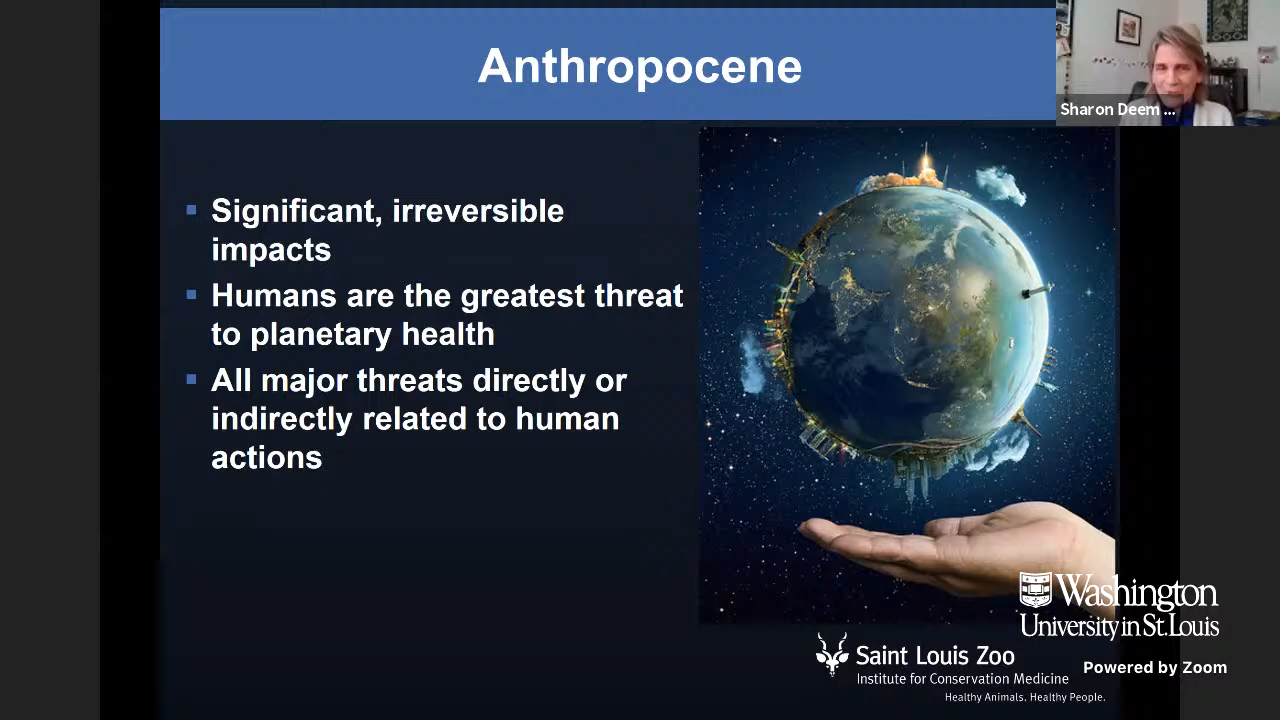 Anthropocene
Sharon Deem ...
Significant, irreversible
impacts
Humans are the greatest threat
to planetary health
All major threats directly or
indirectly related to human
actions
Washington
University in St. Louis
Saint Louis Zoo
Institute for Conservation Medicine
Healthy Animals. Healthy People.
Powered by Zoom